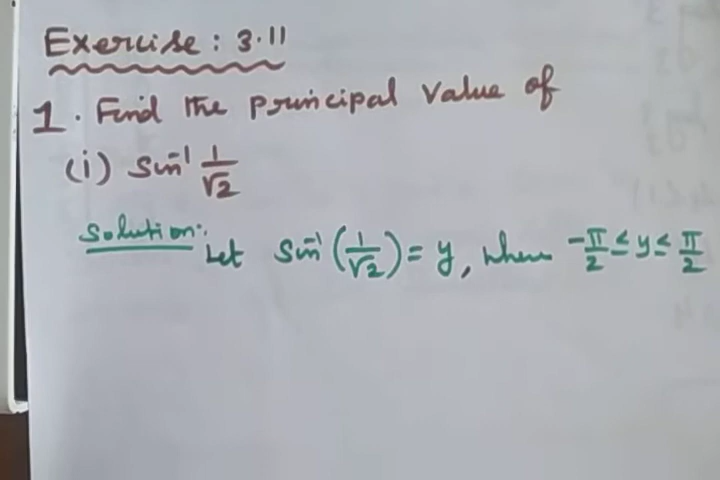 Exercise : 3.11
1. Find the principal value of
(i) sin⁻¹ 1/√2
Solution:
Let sin⁻¹(1/√2) = y, where -π/2 ≤ y ≤ π/2